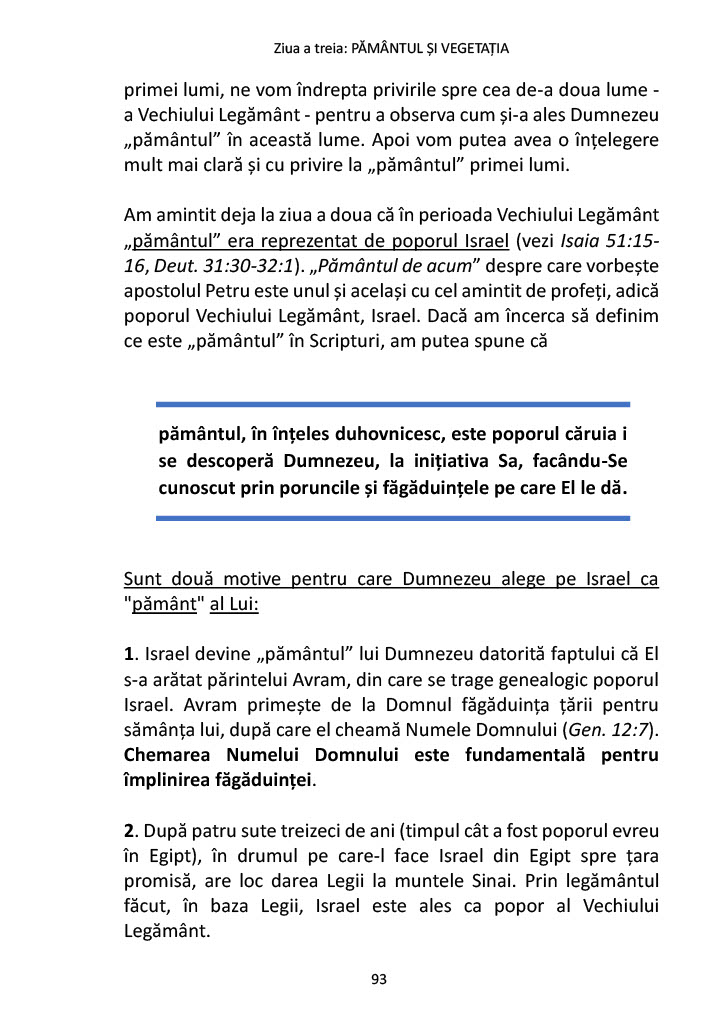 Ziua a treia: PĂMÂNTUL ȘI VEGETAȚIA
primei lumi, ne vom îndrepta privirile spre cea de-a doua lume -
a Vechiului Legământ - pentru a observa cum și-a ales Dumnezeu
„pământul” în această lume. Apoi vom putea avea o înțelegere
mult mai clară și cu privire la „pământul” primei lumi.
Am amintit deja la ziua a doua că în perioada Vechiului Legământ
„pământul” era reprezentat de poporul Israel (vezi Isaia 51:15-
16, Deut. 31:30-32:1). „Pământul de acum” despre care vorbește
apostolul Petru este unul și același cu cel amintit de profeți, adică
poporul Vechiului Legământ, Israel. Dacă am încerca să definim
ce este „pământul” în Scripturi, am putea spune că
pământul, în înțeles duhovnicesc, este poporul căruia i
se descoperă Dumnezeu, la inițiativa Sa, facându-Se
cunoscut prin poruncile și făgăduințele pe care El le dă.
Sunt două motive pentru care Dumnezeu alege pe Israel ca
"pământ" al Lui:
1. Israel devine „pământul” lui Dumnezeu datorită faptului că El
s-a arătat părintelui Avram, din care se trage genealogic poporul
Israel. Avram primește de la Domnul făgăduința țării pentru
sămânța lui, după care el cheamă Numele Domnului (Gen. 12:7).
Chemarea Numelui Domnului este fundamentală pentru
împlinirea făgăduinței.
2. După patru sute treizeci de ani (timpul cât a fost poporul evreu
în Egipt), în drumul pe care-l face Israel din Egipt spre țara
promisă, are loc darea Legii la muntele Sinai. Prin legământul
făcut, în baza Legii, Israel este ales ca popor al Vechiului
Legământ.
93